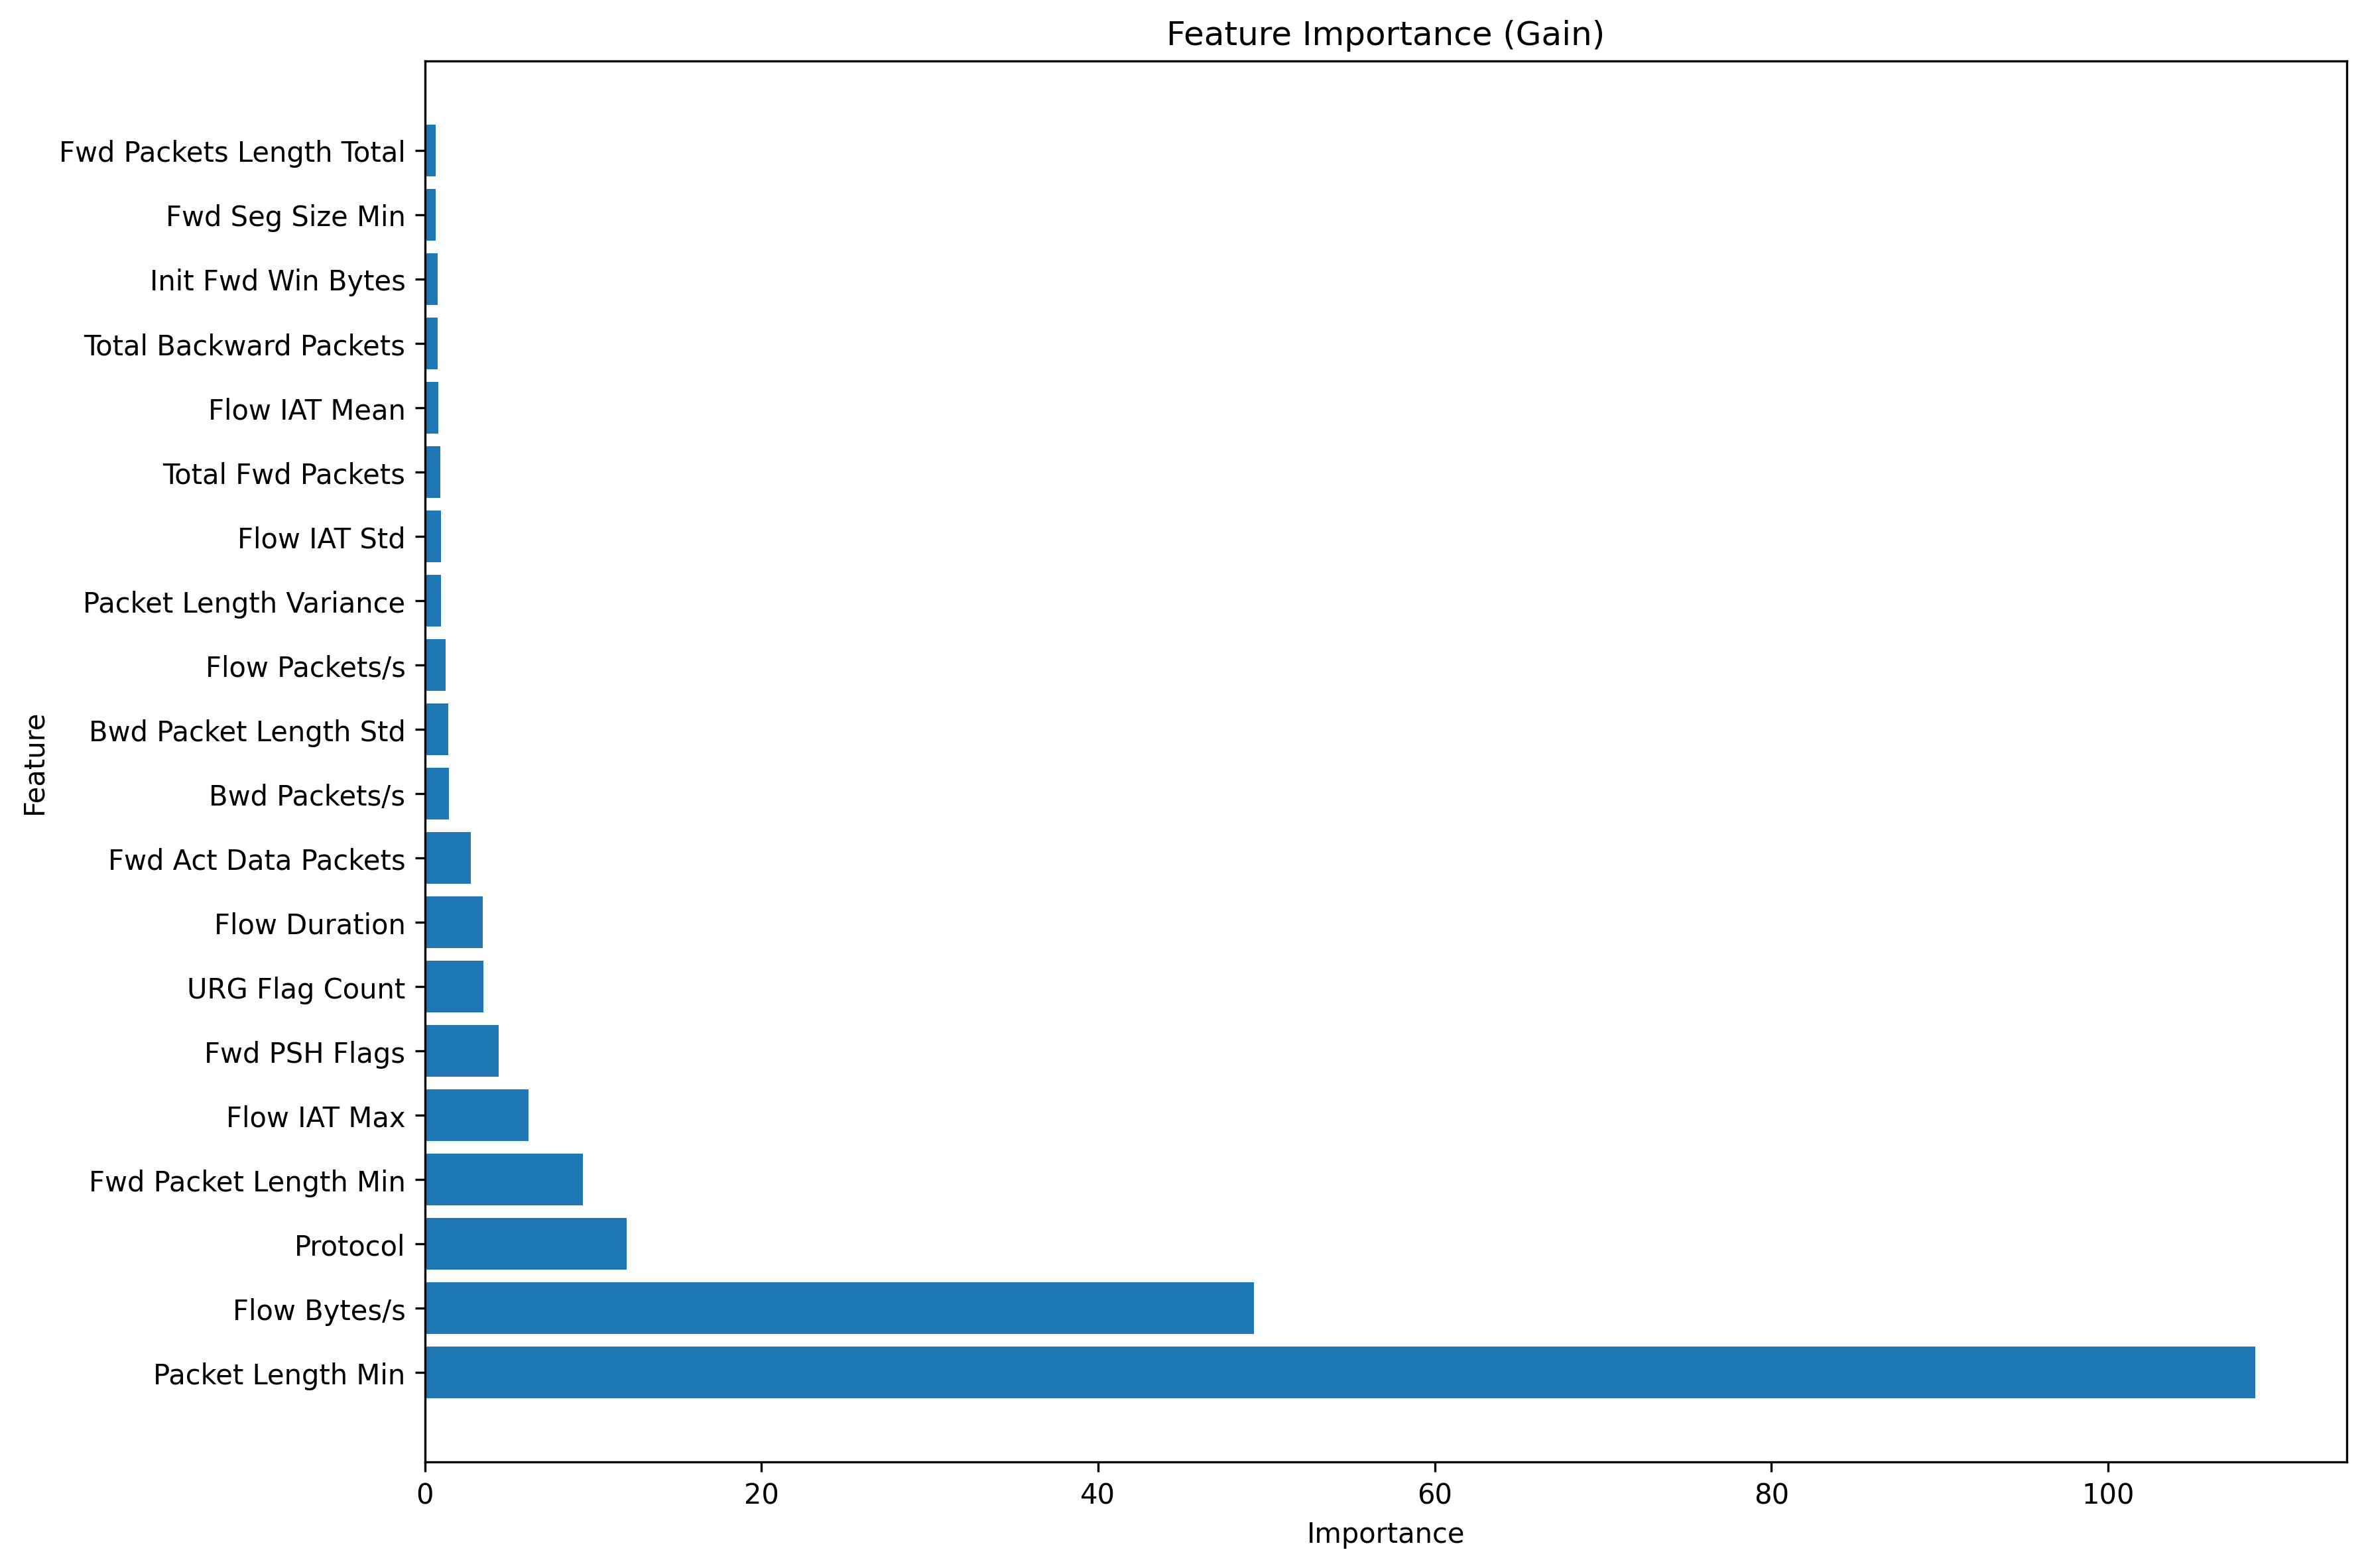 Feature Importance (Gain)
Fwd Packets Length Total
Fwd Seg Size Min
Init Fwd Win Bytes
Total Backward Packets
Flow IAT Mean
Total Fwd Packets
Flow IAT Std
Packet Length Variance
Flow Packets/s
Bwd Packet Length Std
Bwd Packets/s
Fwd Act Data Packets
Flow Duration
URG Flag Count
Fwd PSH Flags
Flow IAT Max
Fwd Packet Length Min
Protocol
Flow Bytes/s
Packet Length Min
Feature
0 20 40 60 80 100
Importance